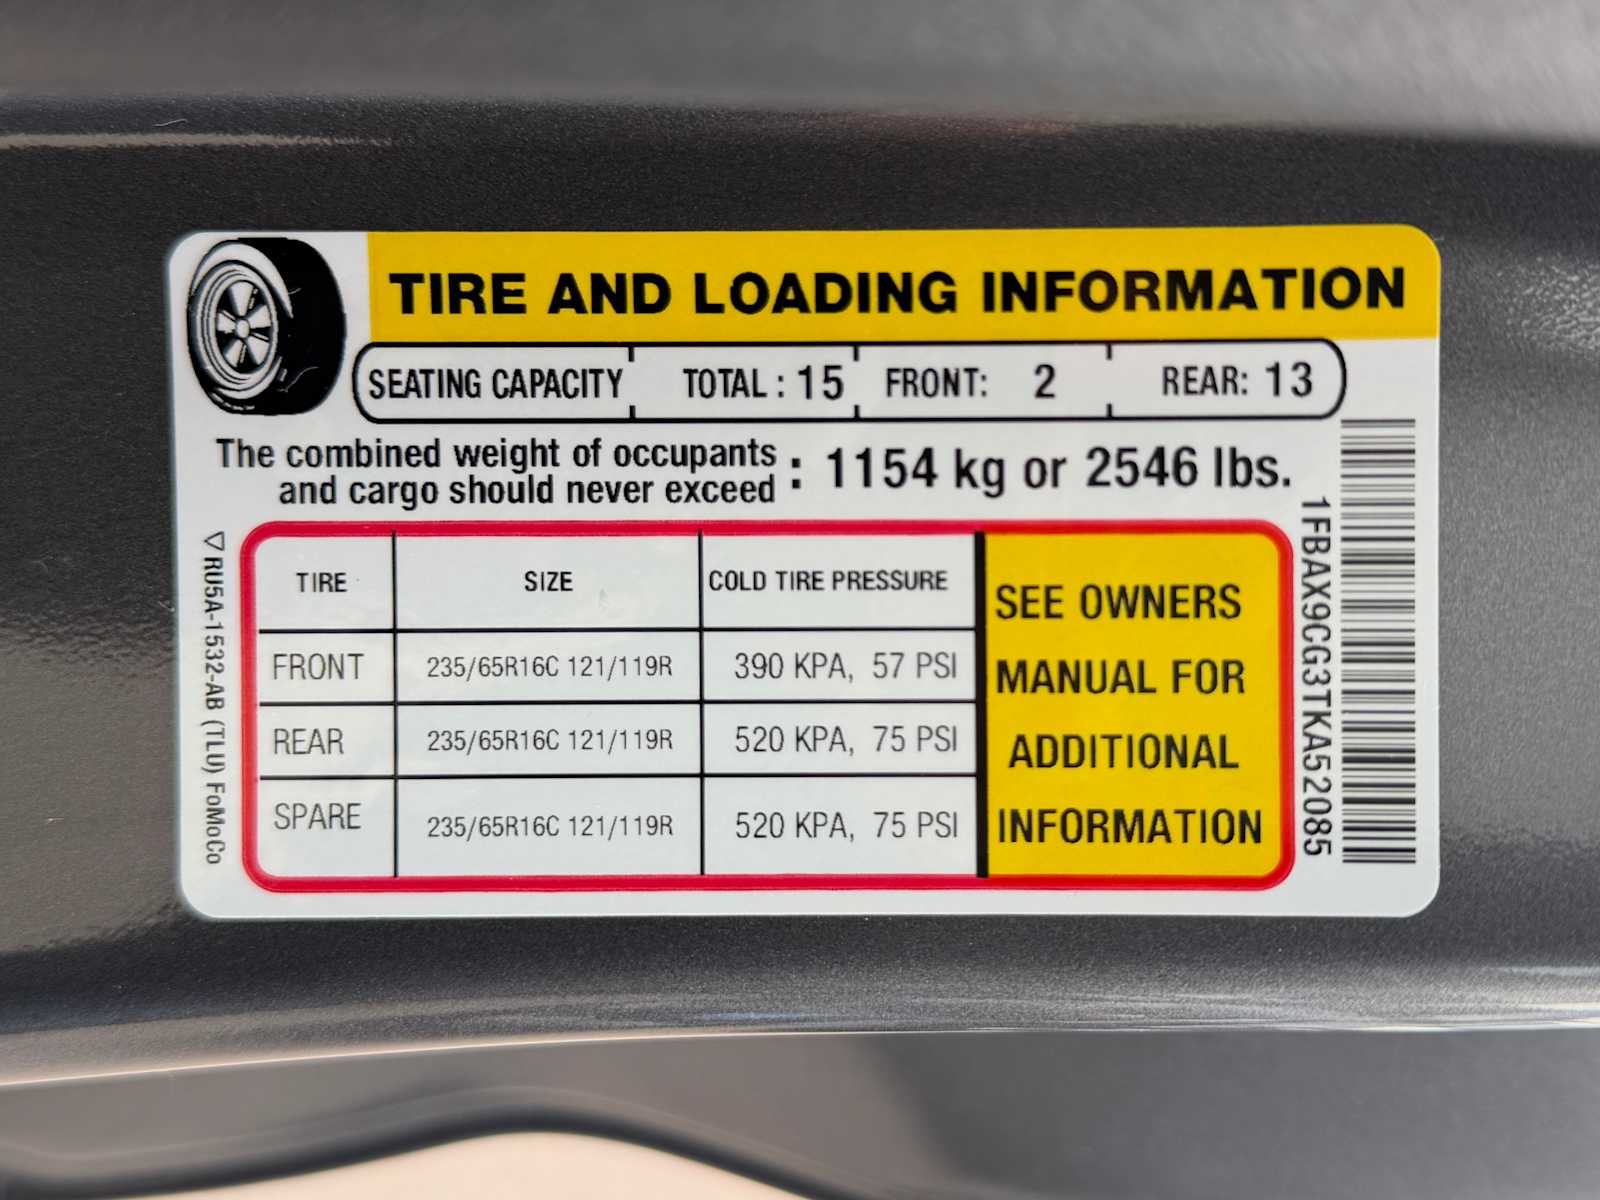 TIRE AND LOADING INFORMATION
SEATING CAPACITY TOTAL : 15 FRONT: 2 REAR: 13
The combined weight of occupants
and cargo should never exceed : 1154 kg or 2546 lbs.
TIRE SIZE COLD TIRE PRESSURE
FRONT 235/65R16C 121/119R 390 KPA, 57 PSI
REAR 235/65R16C 121/119R 520 KPA, 75 PSI
SPARE 235/65R16C 121/119R 520 KPA, 75 PSI
SEE OWNERS
MANUAL FOR
ADDITIONAL
INFORMATION
1FBAX9CG3TKA52085
RU5A-1532-AB (TLU) FoMoCo